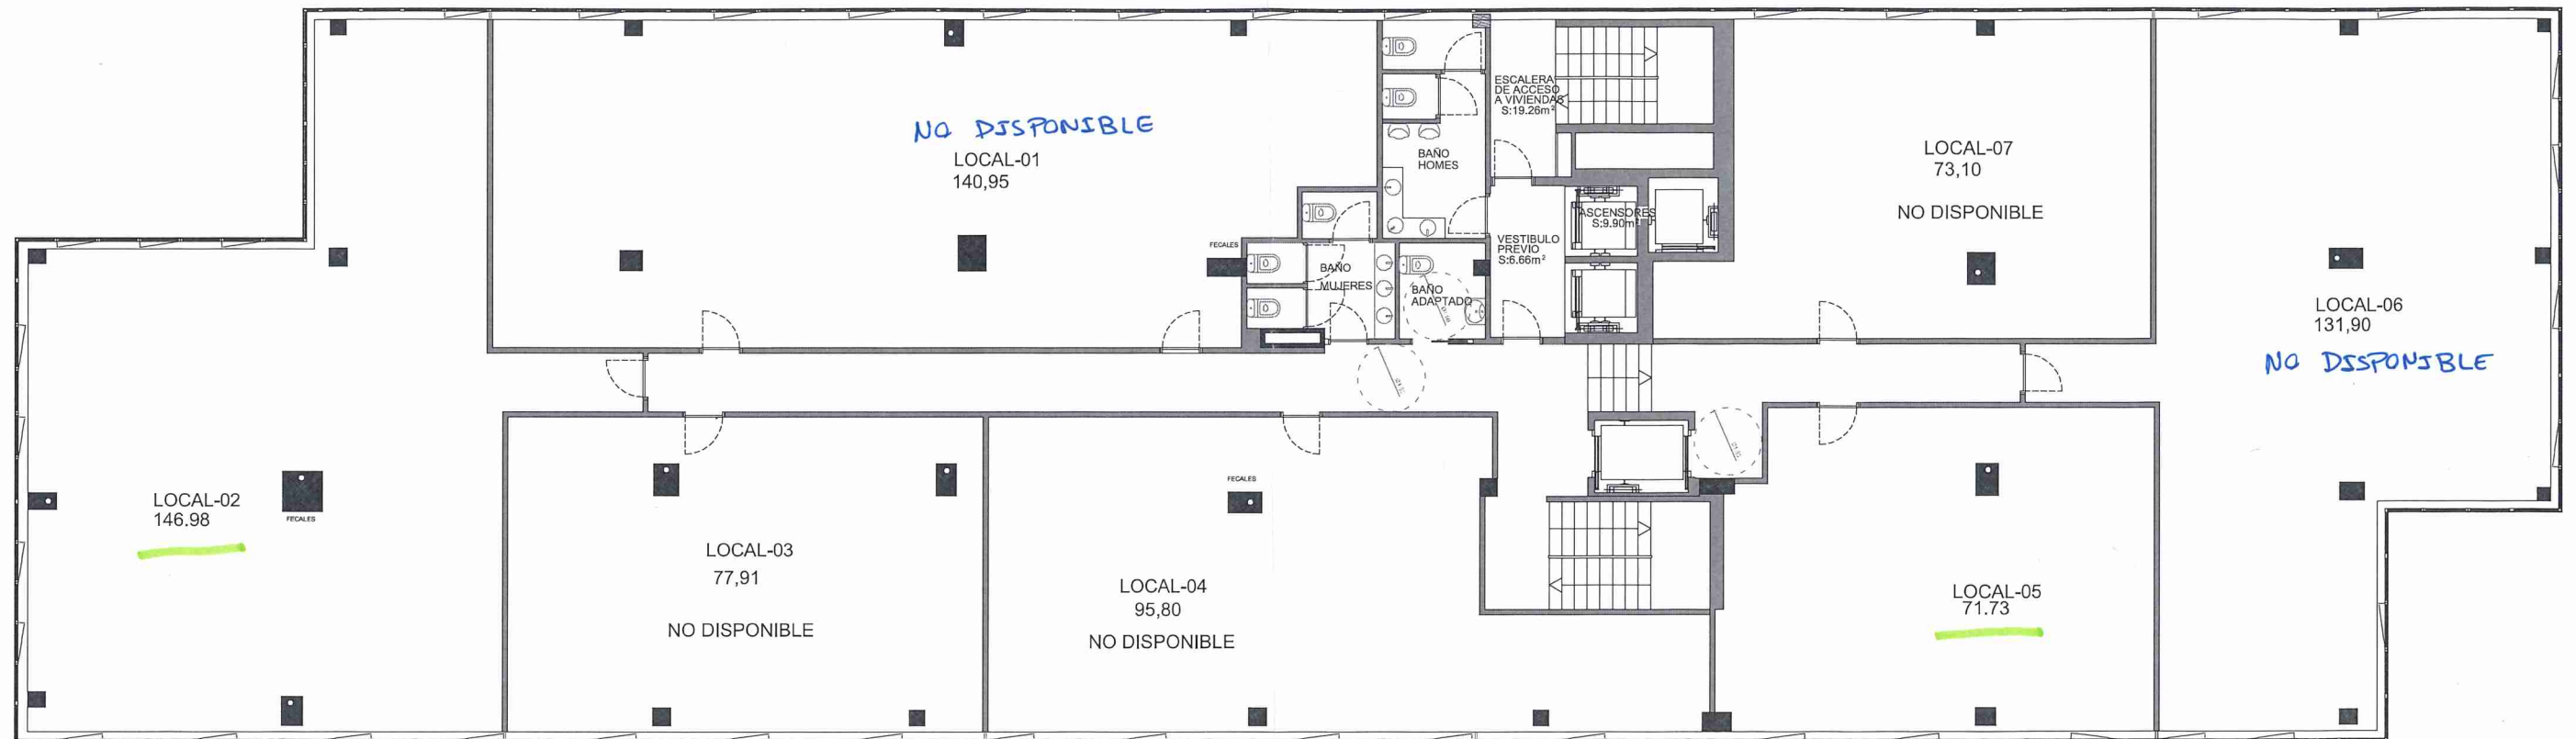 NO DISPONIBLE
LOCAL-01
140,95
BAÑO
HOMES
ESCALERA
DE ACCESO
A VIVIENDAS
S:19.26m²
LOCAL-07
73,10
NO DISPONIBLE
ASCENSORES
S:9.90m²
VESTIBULO
PREVIO
S:6.66m²
FECALES
BAÑO
MUJERES
BAÑO
ADAPTADO
LOCAL-06
131,90
NO DISPONIBLE
LOCAL-02
146.98
FECALES
LOCAL-03
77,91
NO DISPONIBLE
FECALES
LOCAL-04
95,80
NO DISPONIBLE
LOCAL-05
71.73